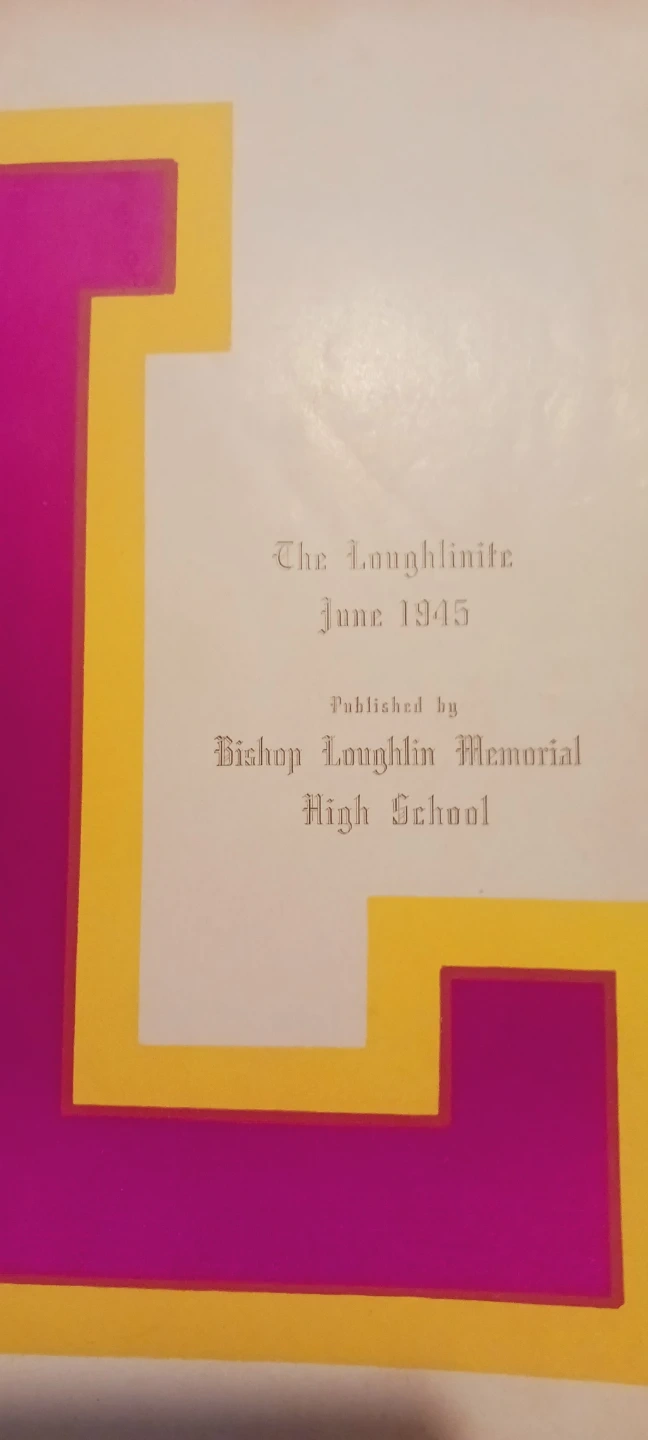 The Loughlinite
June 1945
Published by
Bishop Loughlin Memorial
High School